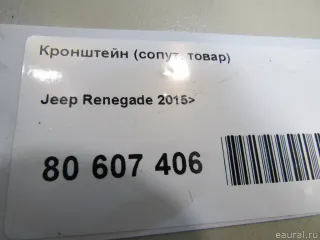 Кронштейн (сопут. товар)
Jeep Renegade 2015>
80 607 406
eaural.ru